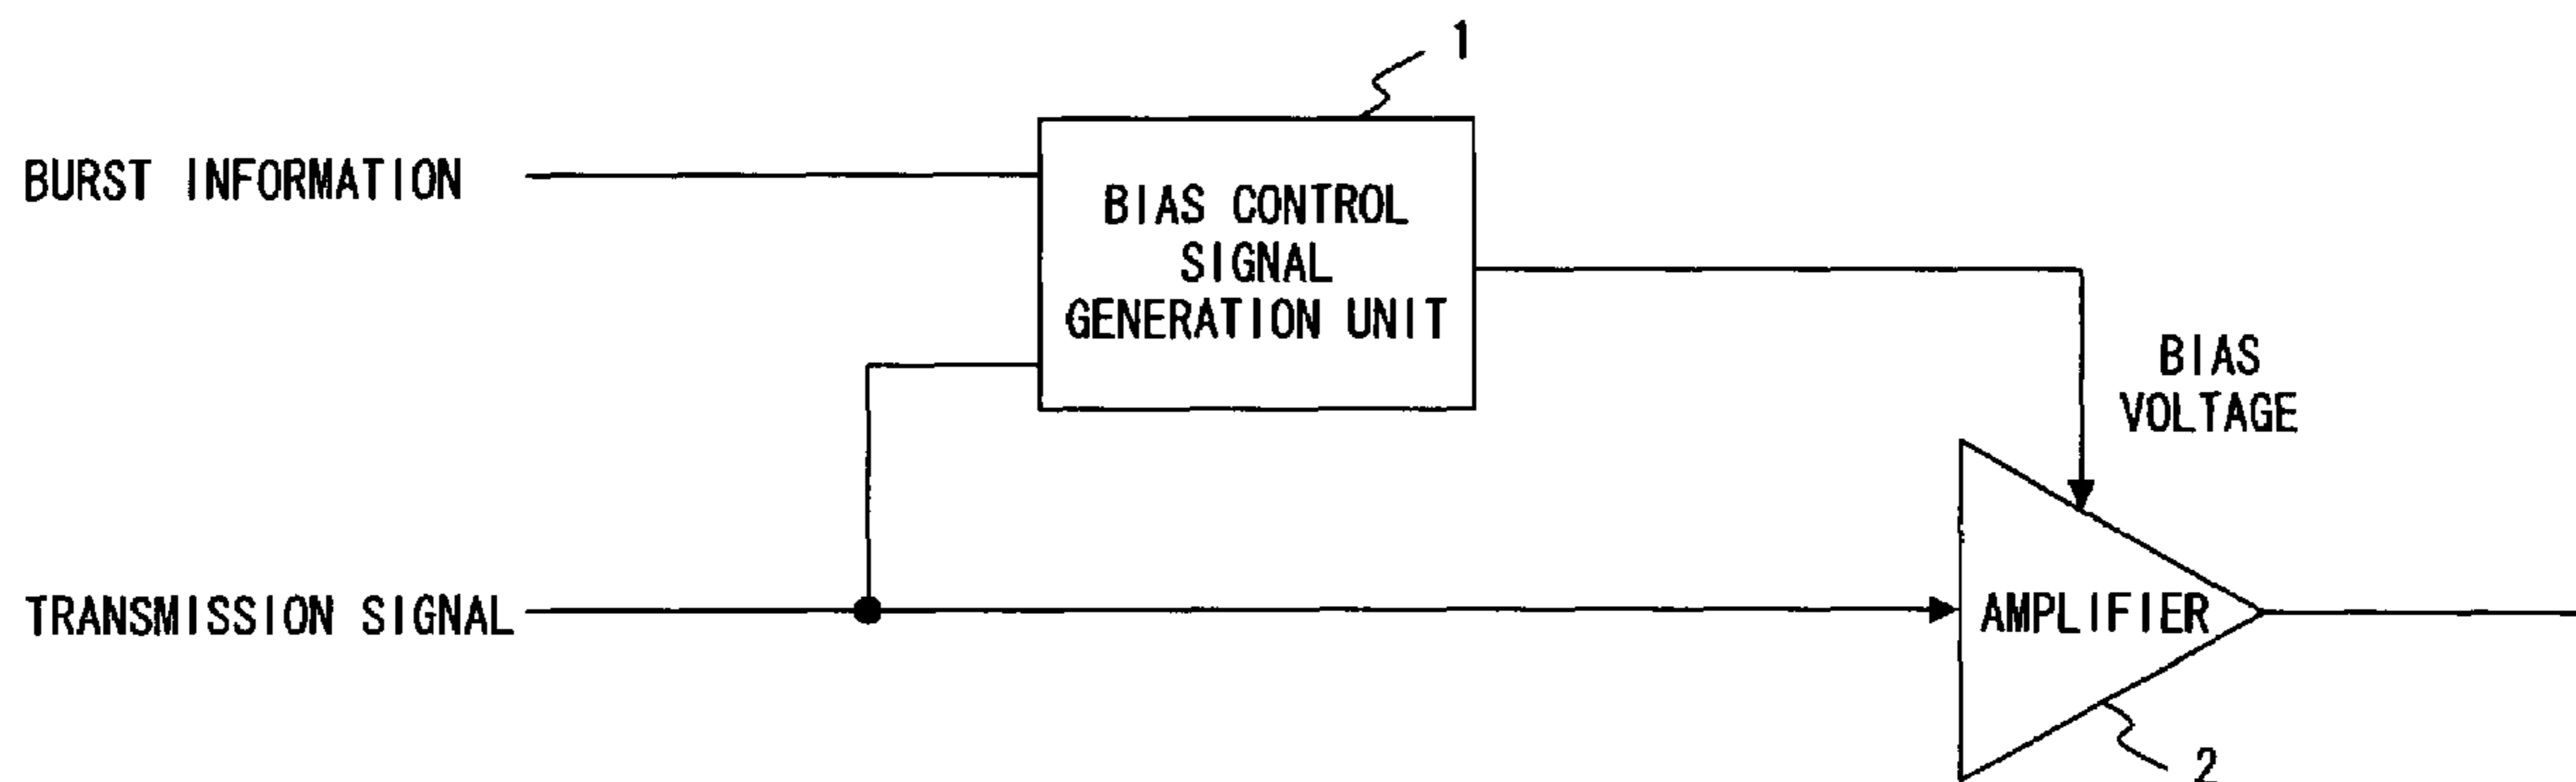 1
BURST INFORMATION
BIAS CONTROL
SIGNAL
GENERATION UNIT
BIAS
VOLTAGE
TRANSMISSION SIGNAL
AMPLIFIER
2